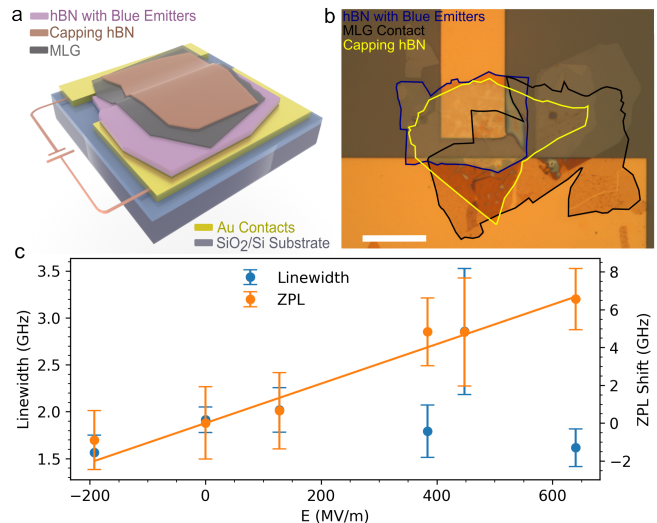 a
hBN with Blue Emitters
Capping hBN
MLG
Au Contacts
SiO₂/Si Substrate
b
hBN with Blue Emitters
MLG Contact
Capping hBN
c
Linewidth
ZPL
3.5
3.0
2.5
2.0
1.5
Linewidth (GHz)
8
6
4
2
0
−2
ZPL Shift (GHz)
−200
0
200
400
600
E (MV/m)